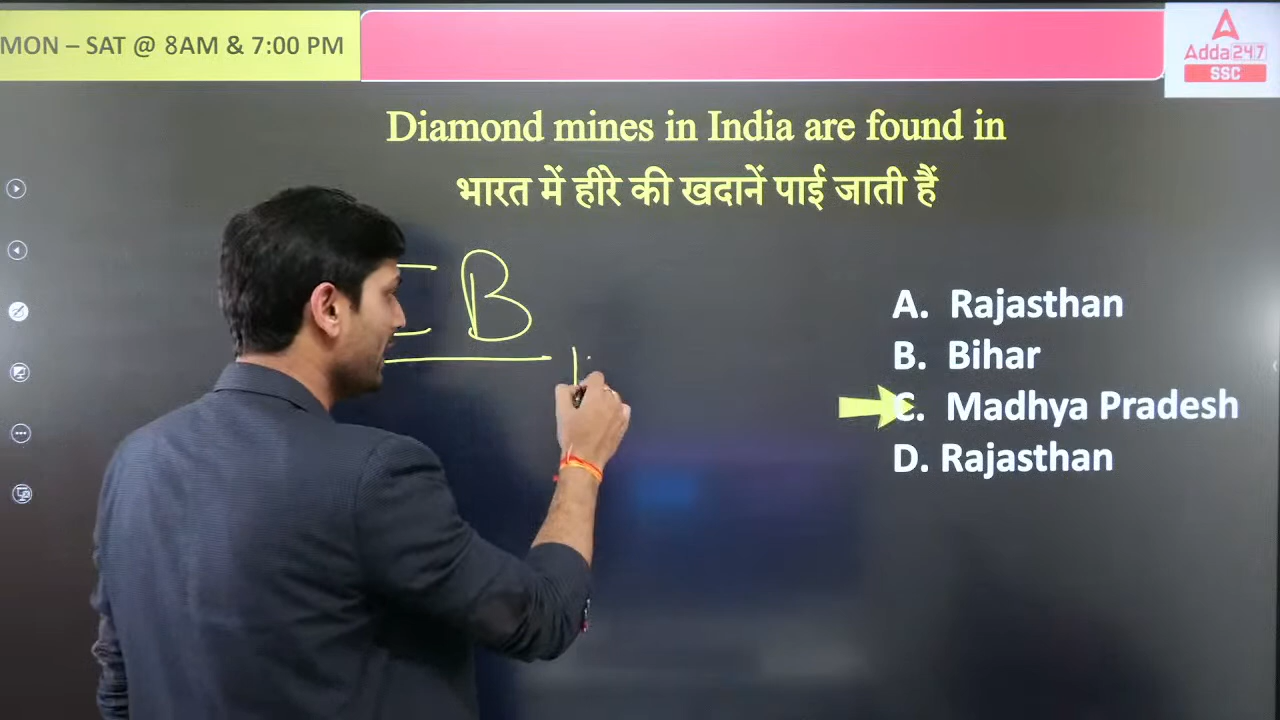 MON – SAT @ 8AM & 7:00 PM
Adda247
SSC
Diamond mines in India are found in
भारत में हीरे की खदानें पाई जाती हैं
B
A. Rajasthan
B. Bihar
C. Madhya Pradesh
D. Rajasthan